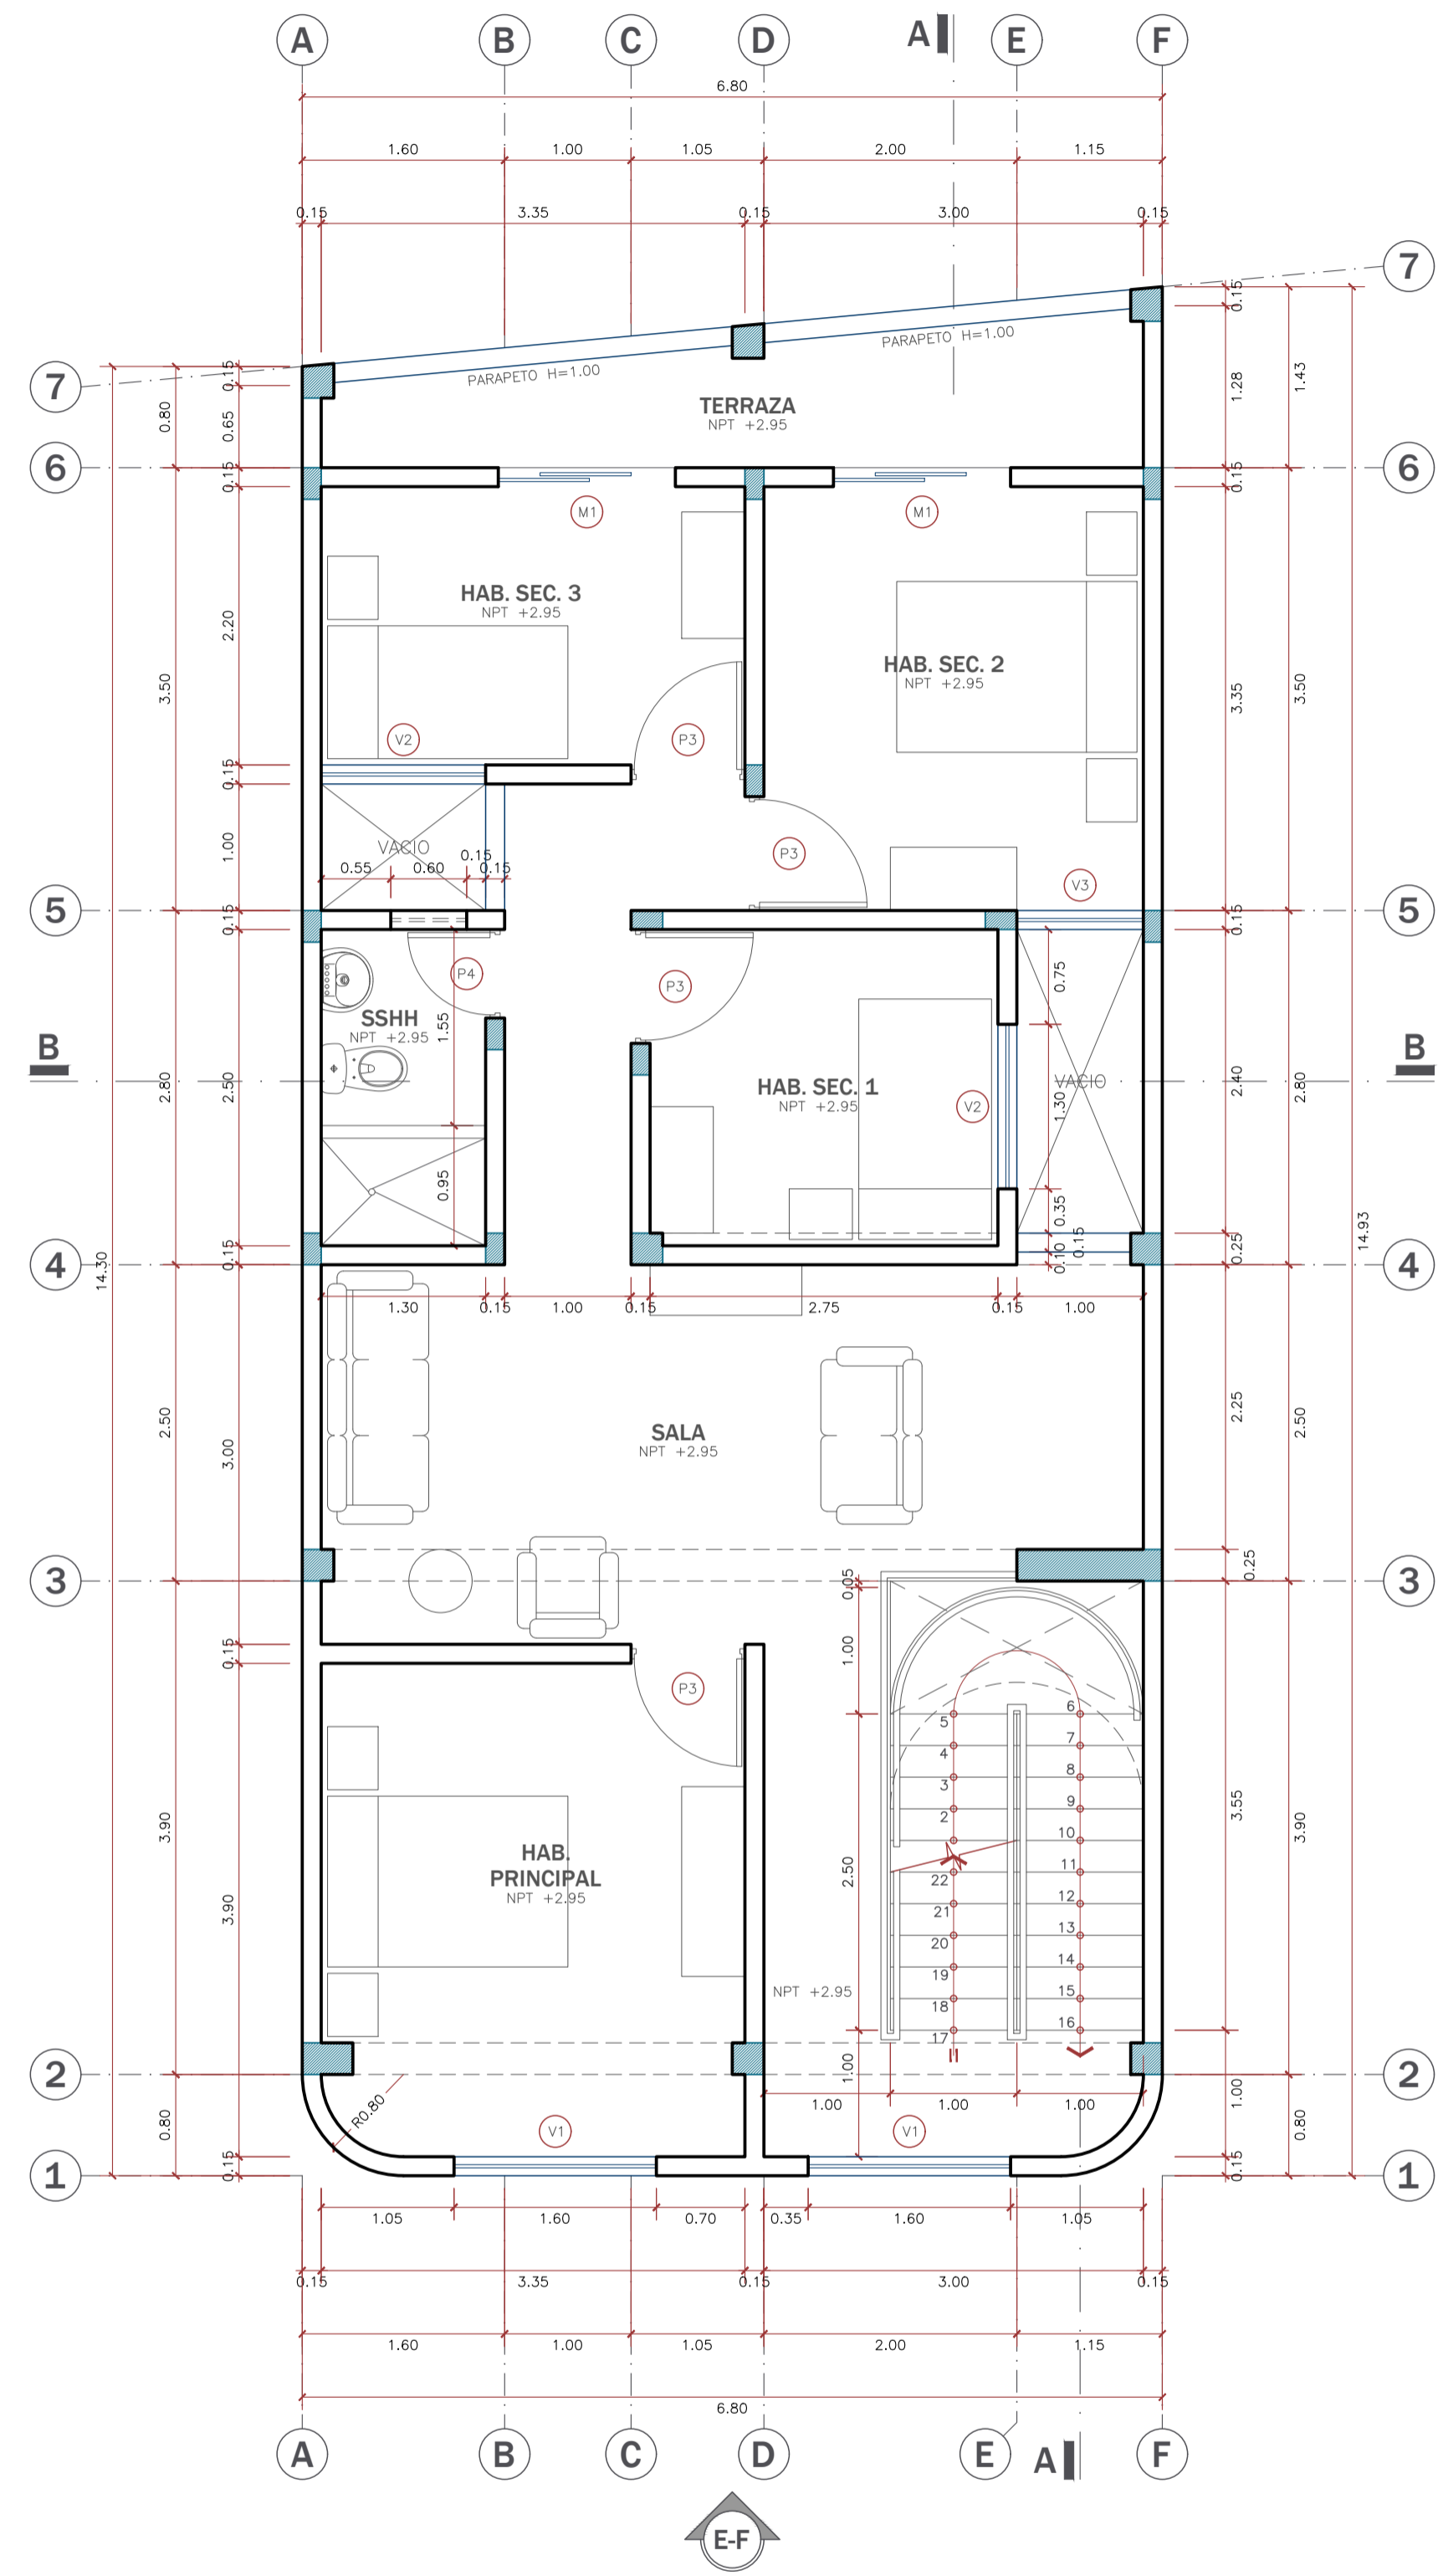 A B C D A E F
6.80
1.60 1.00 1.05 2.00 1.15
0.15 3.35 0.15 3.00 0.15
7
0.15
PARAPETO H=1.00
7
0.15
PARAPETO H=1.00
0.80
0.65
TERRAZA
NPT +2.95
1.28
1.43
6
0.15
6
0.15
M1
M1
HAB. SEC. 3
NPT +2.95
2.20
3.50
HAB. SEC. 2
NPT +2.95
3.35
3.50
V2
P3
0.15
VACIO
1.00
0.55 0.60 0.15 0.15
P3
V3
5
0.15
5
0.15
P4
P3
0.75
SSHH
NPT +2.95
1.55
B
B
2.80
2.50
HAB. SEC. 1
NPT +2.95
V2
VACIO
1.30
2.40
2.80
0.95
0.35
0.15
0.10
4
0.15
0.25
4
14.30
14.93
1.30 0.15 1.00 0.15 2.75 0.15 1.00
2.50
3.00
SALA
NPT +2.95
2.25
2.50
3
0.05
0.25
3
0.15
1.00
P3
5 6
4 7
3 8
2 9
10
11
22 12
21 13
20 14
19 15
18 16
17
3.90
3.90
HAB.
PRINCIPAL
NPT +2.95
2.50
3.55
3.90
NPT +2.95
2
1.00
2
R0.80
1.00 1.00 1.00
1.00
0.80
V1
V1
0.80
1
0.15
0.15
1
1.05 1.60 0.70 0.35 1.60 1.05
0.15 3.35 0.15 3.00 0.15
1.60 1.00 1.05 2.00 1.15
6.80
A B C D E A F
E-F